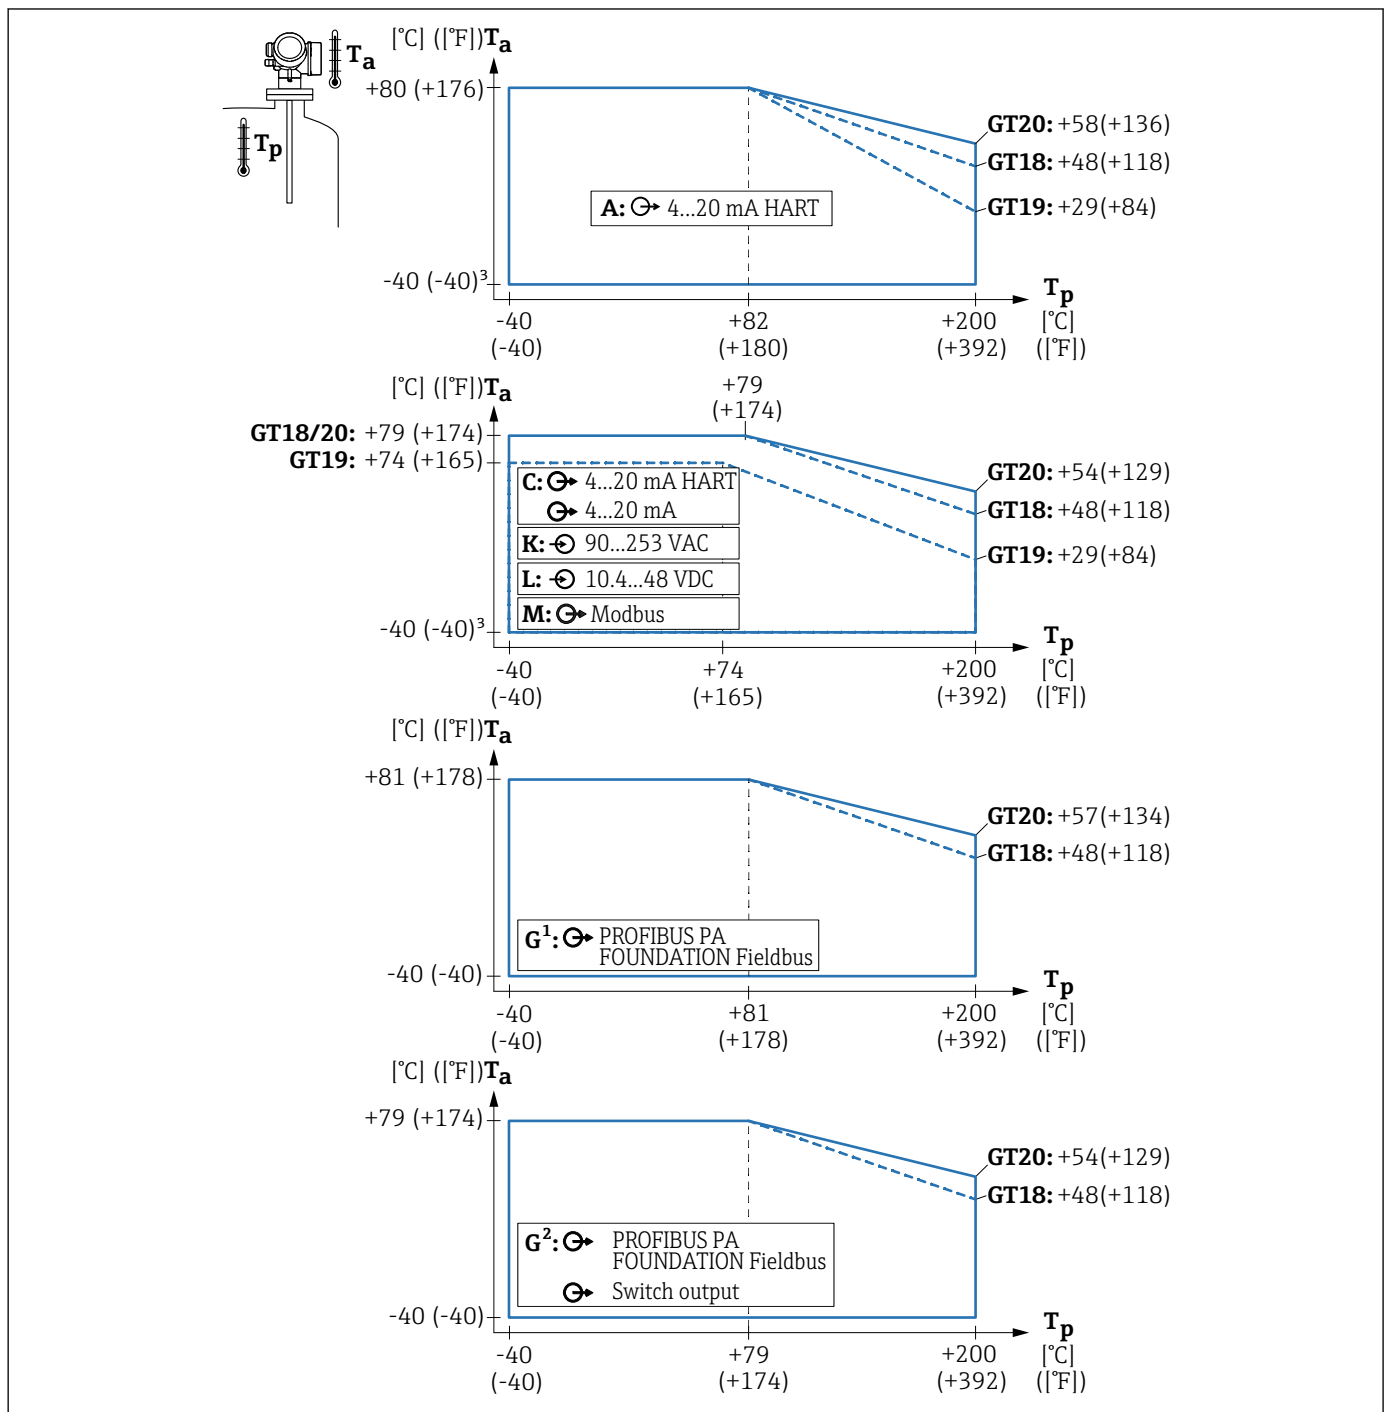 [°C] ([°F]) Ta
Ta
Tp
+80 (+176)
GT20: +58(+136)
GT18: +48(+118)
GT19: +29(+84)
A: 4...20 mA HART
-40 (-40)³
Tp
-40 +82 +200 [°C]
(-40) (+180) (+392) ([°F])
[°C] ([°F]) Ta
+79
(+174)
GT18/20: +79 (+174)
GT19: +74 (+165)
GT20: +54(+129)
GT18: +48(+118)
GT19: +29(+84)
C: 4...20 mA HART
4...20 mA
K: 90...253 VAC
L: 10.4...48 VDC
M: Modbus
-40 (-40)³
Tp
-40 +74 +200 [°C]
(-40) (+165) (+392) ([°F])
[°C] ([°F]) Ta
+81 (+178)
GT20: +57(+134)
GT18: +48(+118)
G¹: PROFIBUS PA
FOUNDATION Fieldbus
-40 (-40)
Tp
-40 +81 +200 [°C]
(-40) (+178) (+392) ([°F])
[°C] ([°F]) Ta
+79 (+174)
GT20: +54(+129)
GT18: +48(+118)
G²: PROFIBUS PA
FOUNDATION Fieldbus
Switch output
-40 (-40)
Tp
-40 +79 +200 [°C]
(-40) (+174) (+392) ([°F])